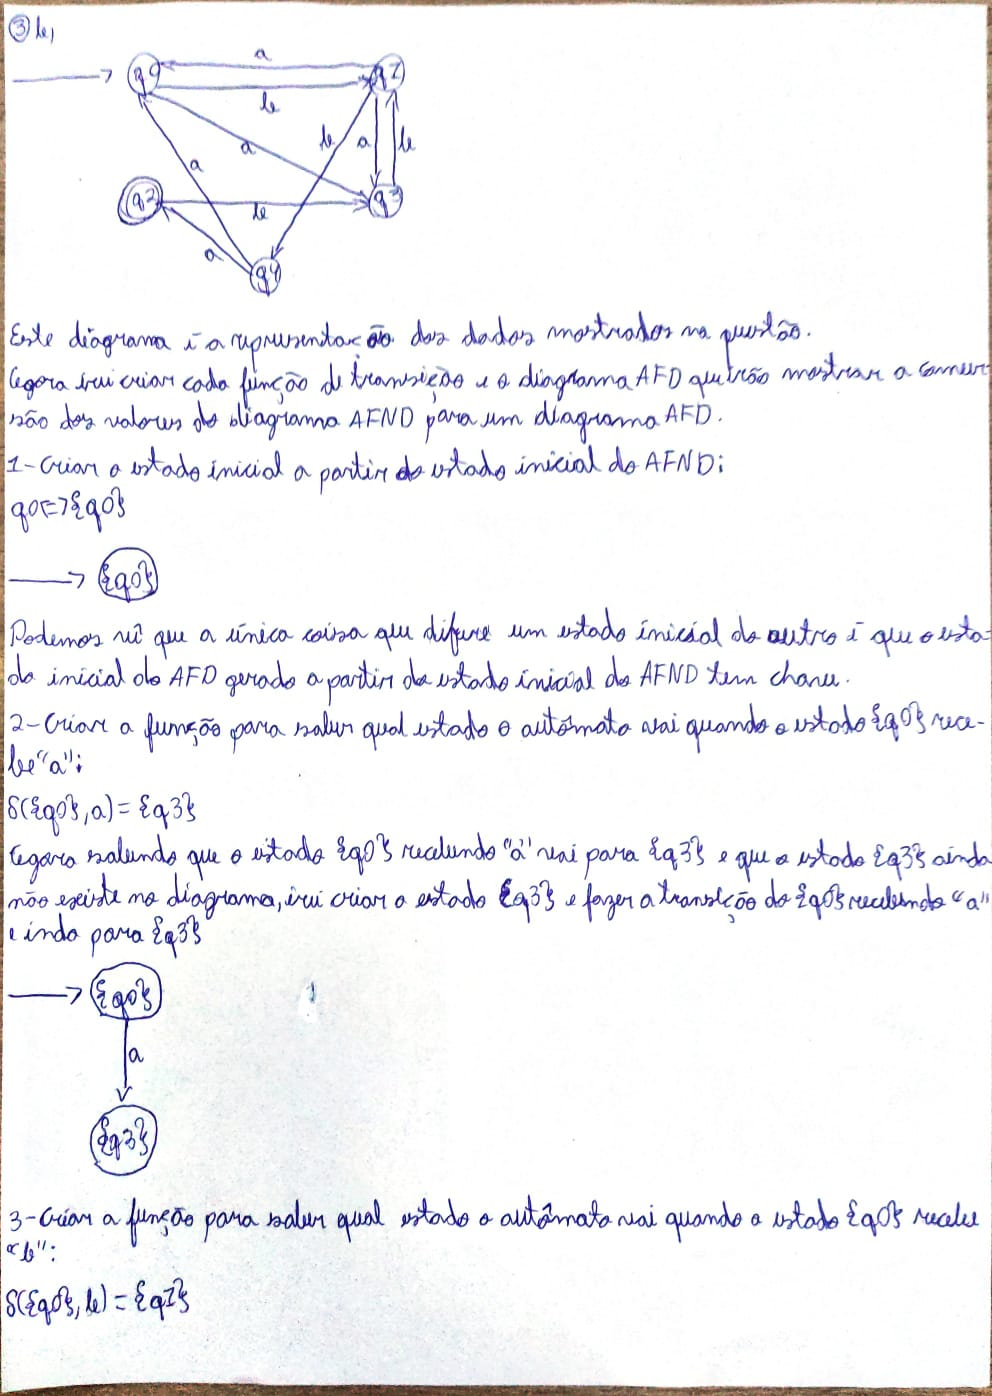 ③ b,
q0 a q1
b
a b a b
a
q2 b q3
a
q4
Este diagrama é a representação dos dados mostrados na questão.
Agora irei criar cada função de transição e o diagrama AFD que irão mostrar a conver-
são dos valores do diagrama AFND para um diagrama AFD.
1-Criar o estado inicial a partir do estado inicial do AFND:
q0=>{q0}
{q0}
Podemos vê que a única coisa que difere um estado inicial do outro é que o esta-
do inicial do AFD gerado a partir do estado inicial do AFND tem chave.
2-Criar a função para saber qual estado o autômato vai quando o estado {q0} rece-
be "a":
δ({q0},a)={q3}
Agora sabendo que o estado {q0} recebendo "a" vai para {q3} e que o estado {q3} ainda
não existe no diagrama, irei criar o estado {q3} e fazer a transição do {q0} recebendo "a"
e indo para {q3}
{q0}
a
{q3}
3-Criar a função para saber qual estado o autômato vai quando o estado {q0} recebe
"b":
δ({q0},b)={q1}